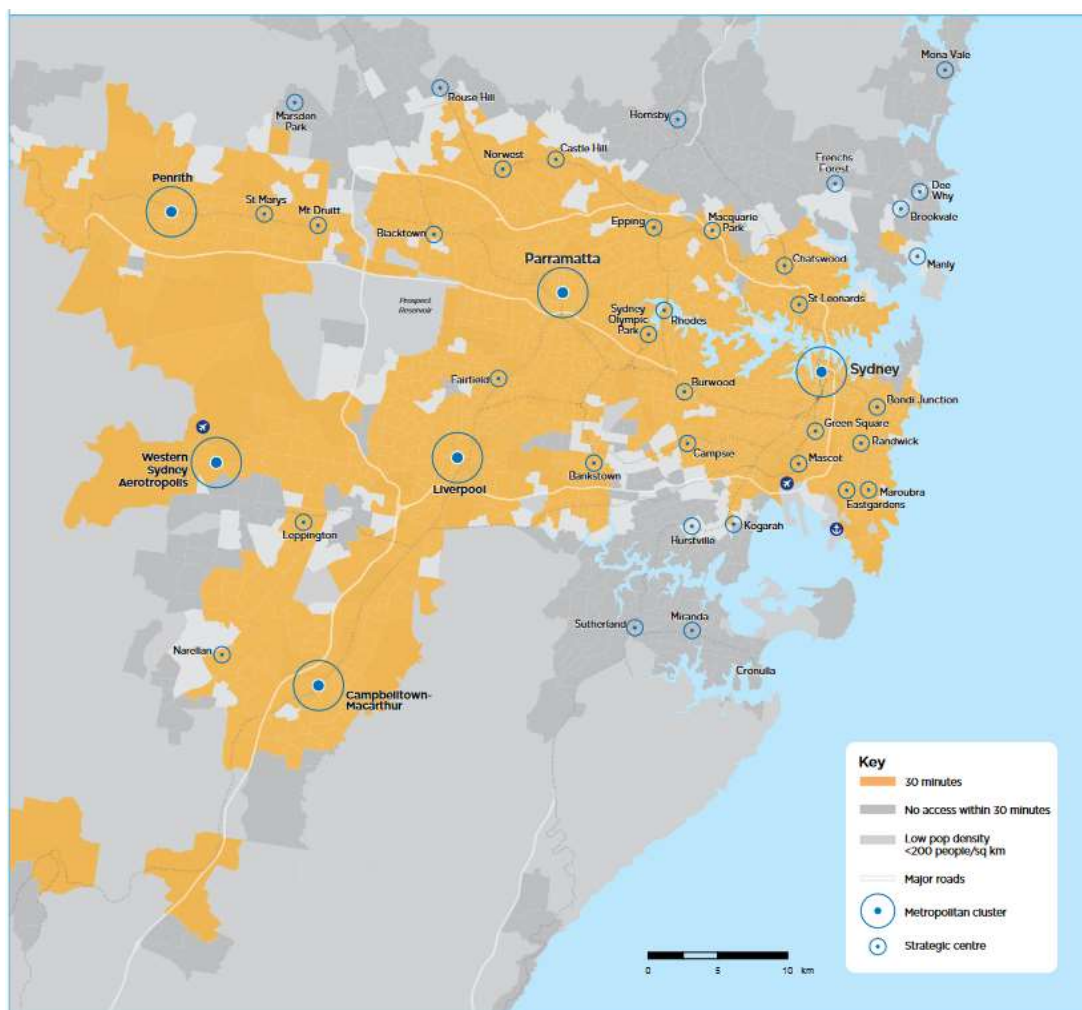 Mona Vale
Rouse Hill
Marsden
Park
Hornsby
Norwest
Castle Hill
Frenchs
Forest
Penrith
Dee
Why
St Marys
Mt Druitt
Brookvale
Blacktown
Epping
Macquarie
Park
Parramatta
Chatswood
Manly
Prospect
Reservoir
Sydney
Olympic
Park
Rhodes
St Leonards
Sydney
Fairfield
Burwood
Bondi Junction
Green Square
Randwick
Western
Sydney
Aerotropolis
Liverpool
Bankstown
Campsie
Mascot
Maroubra
Eastgardens
Leppington
Hurstville
Kogarah
Sutherland
Miranda
Narellan
Cronulla
Campbelltown-
Macarthur
Key
30 minutes
No access within 30 minutes
Low pop density
<200 people/sq km
Major roads
Metropolitan cluster
Strategic centre
0 5 10 km